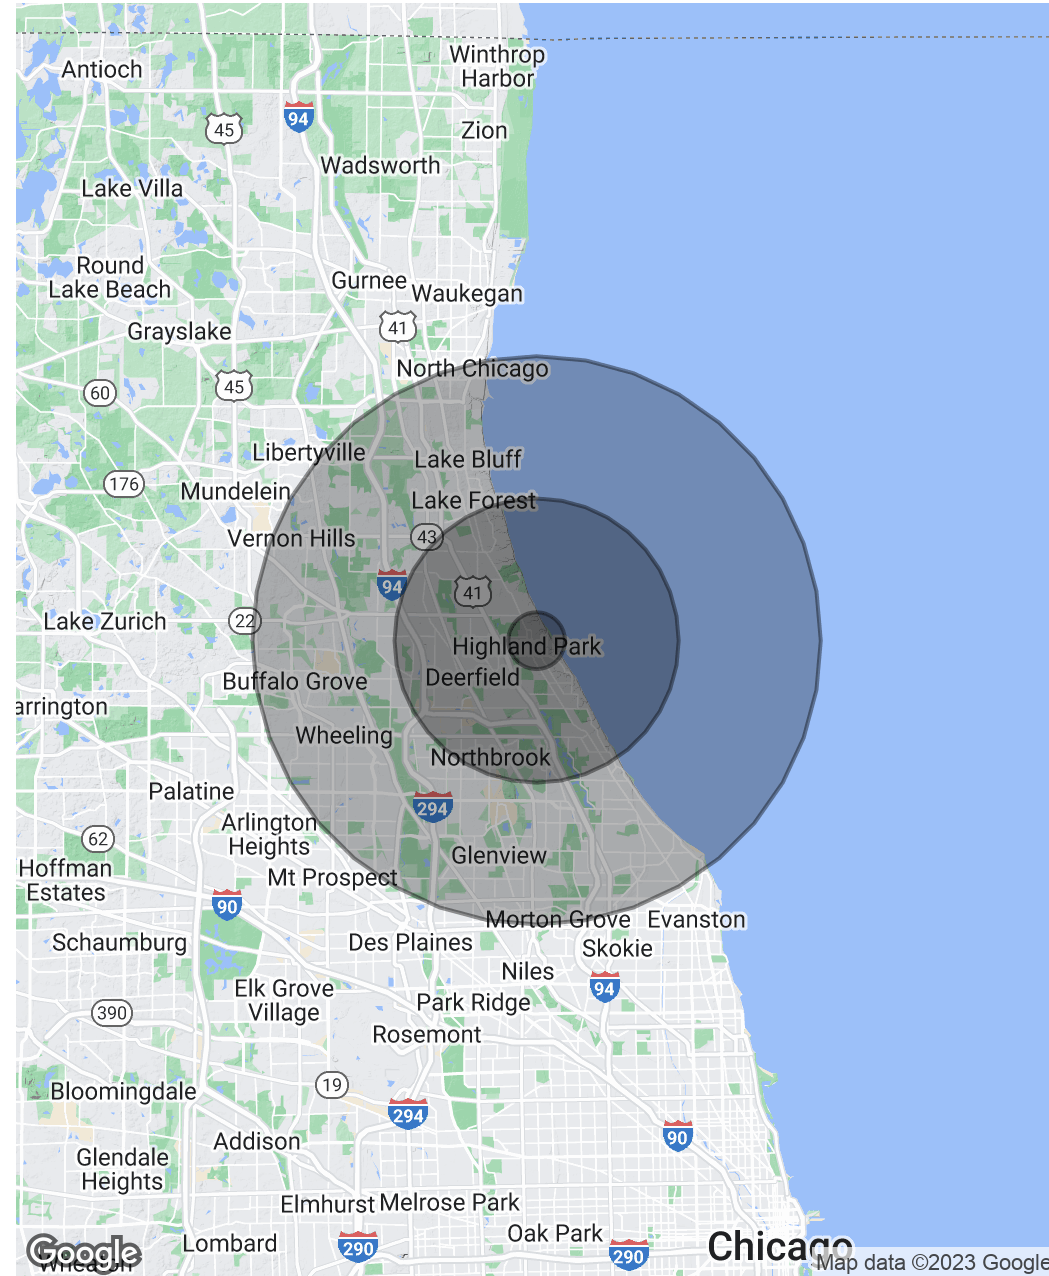 Winthrop
Harbor
Antioch
94
45
Zion
Wadsworth
Lake Villa
Round
Lake Beach
Gurnee
Waukegan
Grayslake
41
North Chicago
45
60
Libertyville
Lake Bluff
176
Mundelein
Lake Forest
Vernon Hills
43
94
41
Lake Zurich
22
Highland Park
Deerfield
Buffalo Grove
arrington
Wheeling
Northbrook
Palatine
294
Arlington
Heights
62
Glenview
Hoffman
Estates
Mt Prospect
90
Morton Grove
Evanston
Schaumburg
Des Plaines
Skokie
Niles
94
Elk Grove
Village
Park Ridge
390
Rosemont
Bloomingdale
19
294
90
Addison
Glendale
Heights
Elmhurst
Melrose Park
Oak Park
Lombard
290
290
Chicago
Google
Wheaton
Map data ©2023 Google